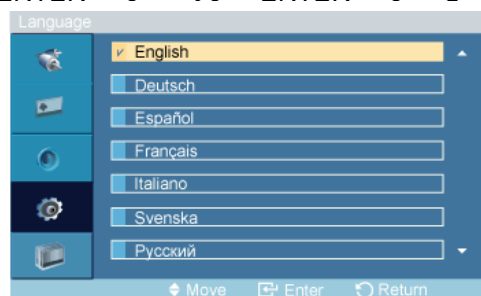 Language
English
Deutsch
Español
Français
Italiano
Svenska
Русский
Move Enter Return